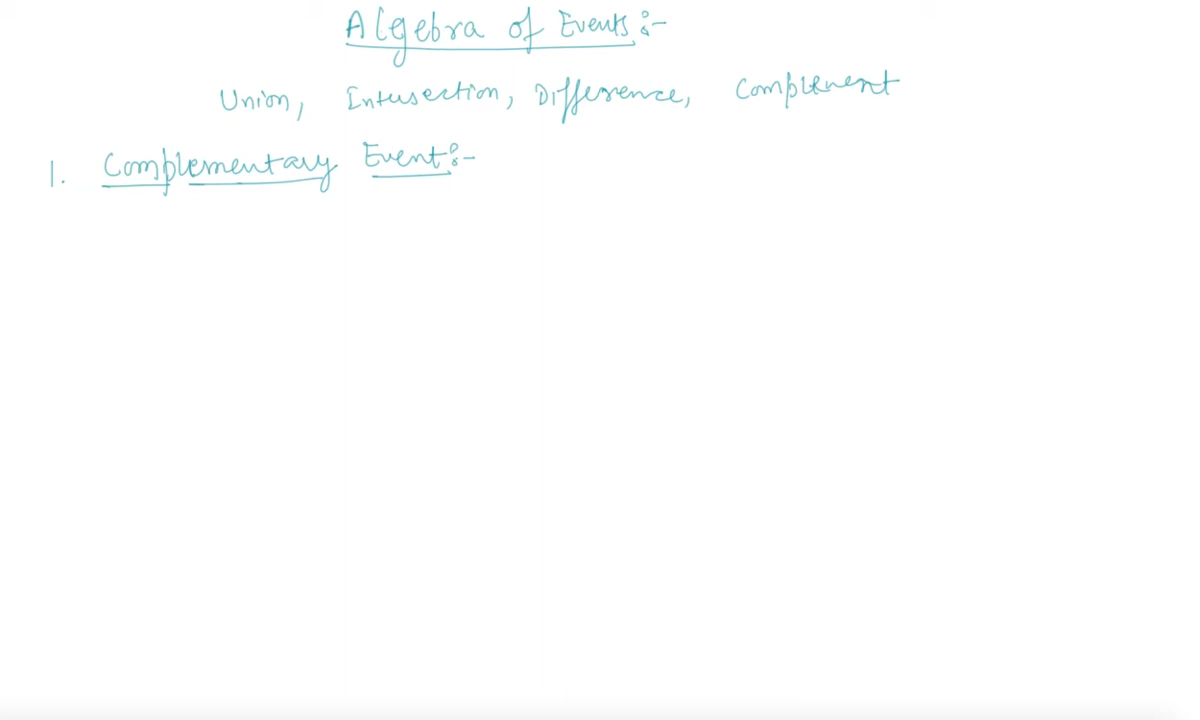 Algebra of Events :-
Union, Intersection, Difference, Complement
1. Complementary Event :-